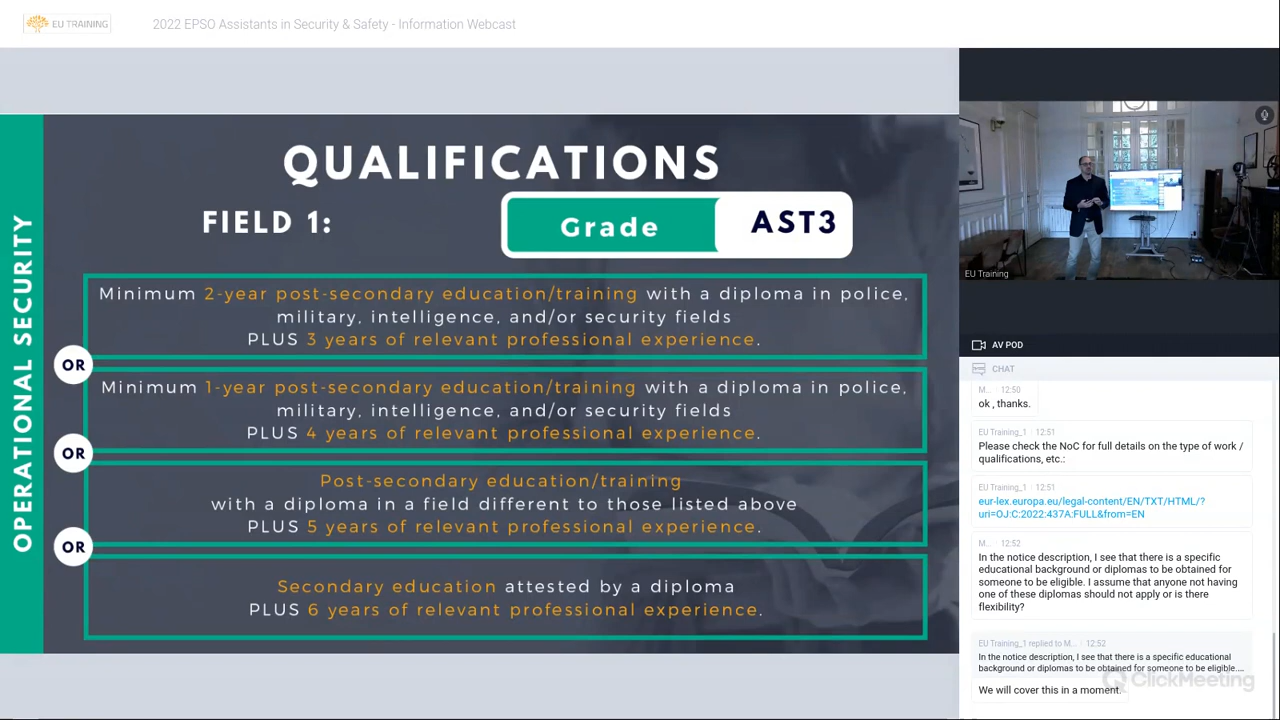 EU TRAINING
2022 EPSO Assistants in Security & Safety - Information Webcast
OPERATIONAL SECURITY
QUALIFICATIONS
FIELD 1:
Grade
AST3
Minimum 2-year post-secondary education/training with a diploma in police,
military, intelligence, and/or security fields
PLUS 3 years of relevant professional experience.
OR
Minimum 1-year post-secondary education/training with a diploma in police,
military, intelligence, and/or security fields
PLUS 4 years of relevant professional experience.
OR
Post-secondary education/training
with a diploma in a field different to those listed above
PLUS 5 years of relevant professional experience.
OR
Secondary education attested by a diploma
PLUS 6 years of relevant professional experience.
EU Training
AV POD
CHAT
M... 12:50
ok , thanks.
EU Training_1 12:51
Please check the NoC for full details on the type of work /
qualifications, etc.:
EU Training_1 12:51
eur-lex.europa.eu/legal-content/EN/TXT/HTML/?
uri=OJ:C:2022:437A:FULL&from=EN
M... 12:52
In the notice description, I see that there is a specific
educational background or diplomas to be obtained for
someone to be eligible. I assume that anyone not having
one of these diplomas should not apply or is there
flexibility?
EU Training_1 replied to M... 12:52
In the notice description, I see that there is a specific educational
background or diplomas to be obtained for someone to be eligible....
We will cover this in a moment.
ClickMeeting